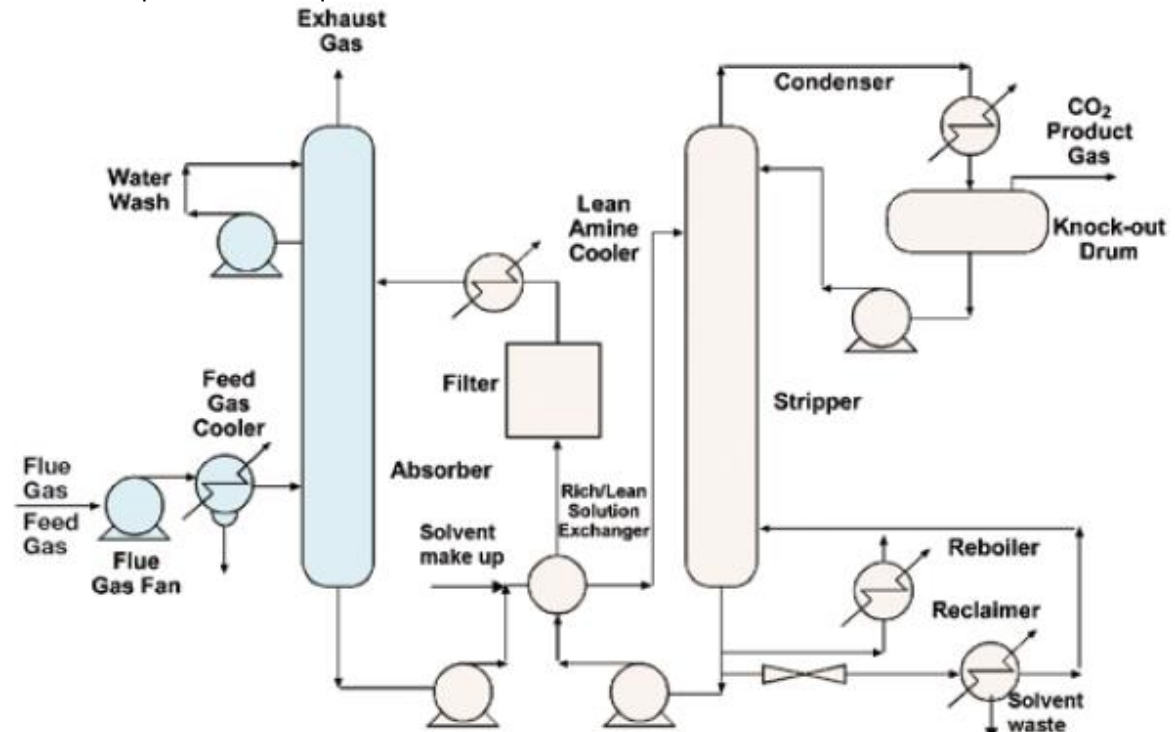 Exhaust
Gas
Condenser
CO2
Product
Gas
Water
Wash
Lean
Amine
Cooler
Knock-out
Drum
Feed
Gas
Cooler
Filter
Stripper
Absorber
Flue
Gas
Feed
Gas
Rich/Lean
Solution
Exchanger
Solvent
make up
Flue
Gas Fan
Reboiler
Reclaimer
Solvent
waste